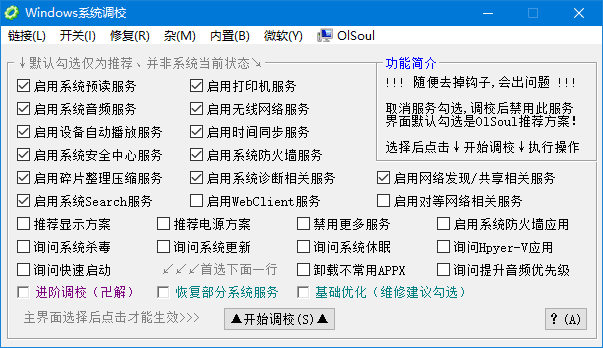 Windows系统调校
链接(L) 开关(I) 修复(R) 杂(M) 内置(B) 微软(Y) OlSoul
↓默认勾选仅为推荐、并非系统当前状态↘
功能简介
!!! 随便去掉钩子,会出问题 !!!
取消服务勾选,调校后禁用此服务
界面默认勾选是OlSoul推荐方案!
选择后点击↓开始调校↓执行操作
启用系统预读服务 启用打印机服务
启用系统音频服务 启用无线网络服务
启用设备自动播放服务 启用时间同步服务
启用系统安全中心服务 启用系统防火墙服务
启用碎片整理压缩服务 启用系统诊断相关服务 启用网络发现/共享相关服务
启用系统Search服务 启用WebClient服务 启用对等网络相关服务
推荐显示方案 推荐电源方案 禁用更多服务 启用系统防火墙应用
询问系统杀毒 询问系统更新 询问系统休眠 询问Hpyer-V应用
询问快速启动 ↙↙↙首选下面一行 卸载不常用APPX 询问提升音频优先级
进阶调校（卍解） 恢复部分系统服务 基础优化（维修建议勾选）
主界面选择后点击才能生效>>> ▲开始调校(S)▲ ? (A)